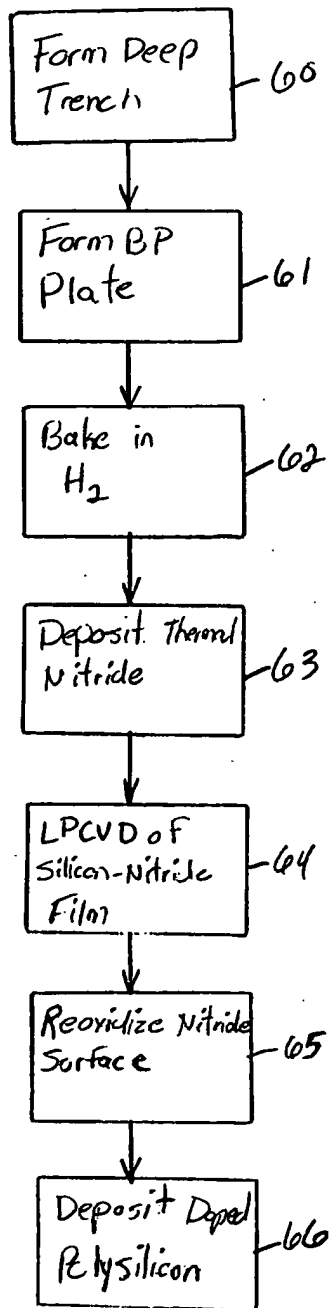 Form Deep
Trench
60
Form BP
Plate
61
Bake in
H2
62
Deposit Thermal
Nitride
63
LPCVD of
Silicon-Nitride
Film
64
Reoxidize Nitride
Surface
65
Deposit Doped
Polysilicon
66